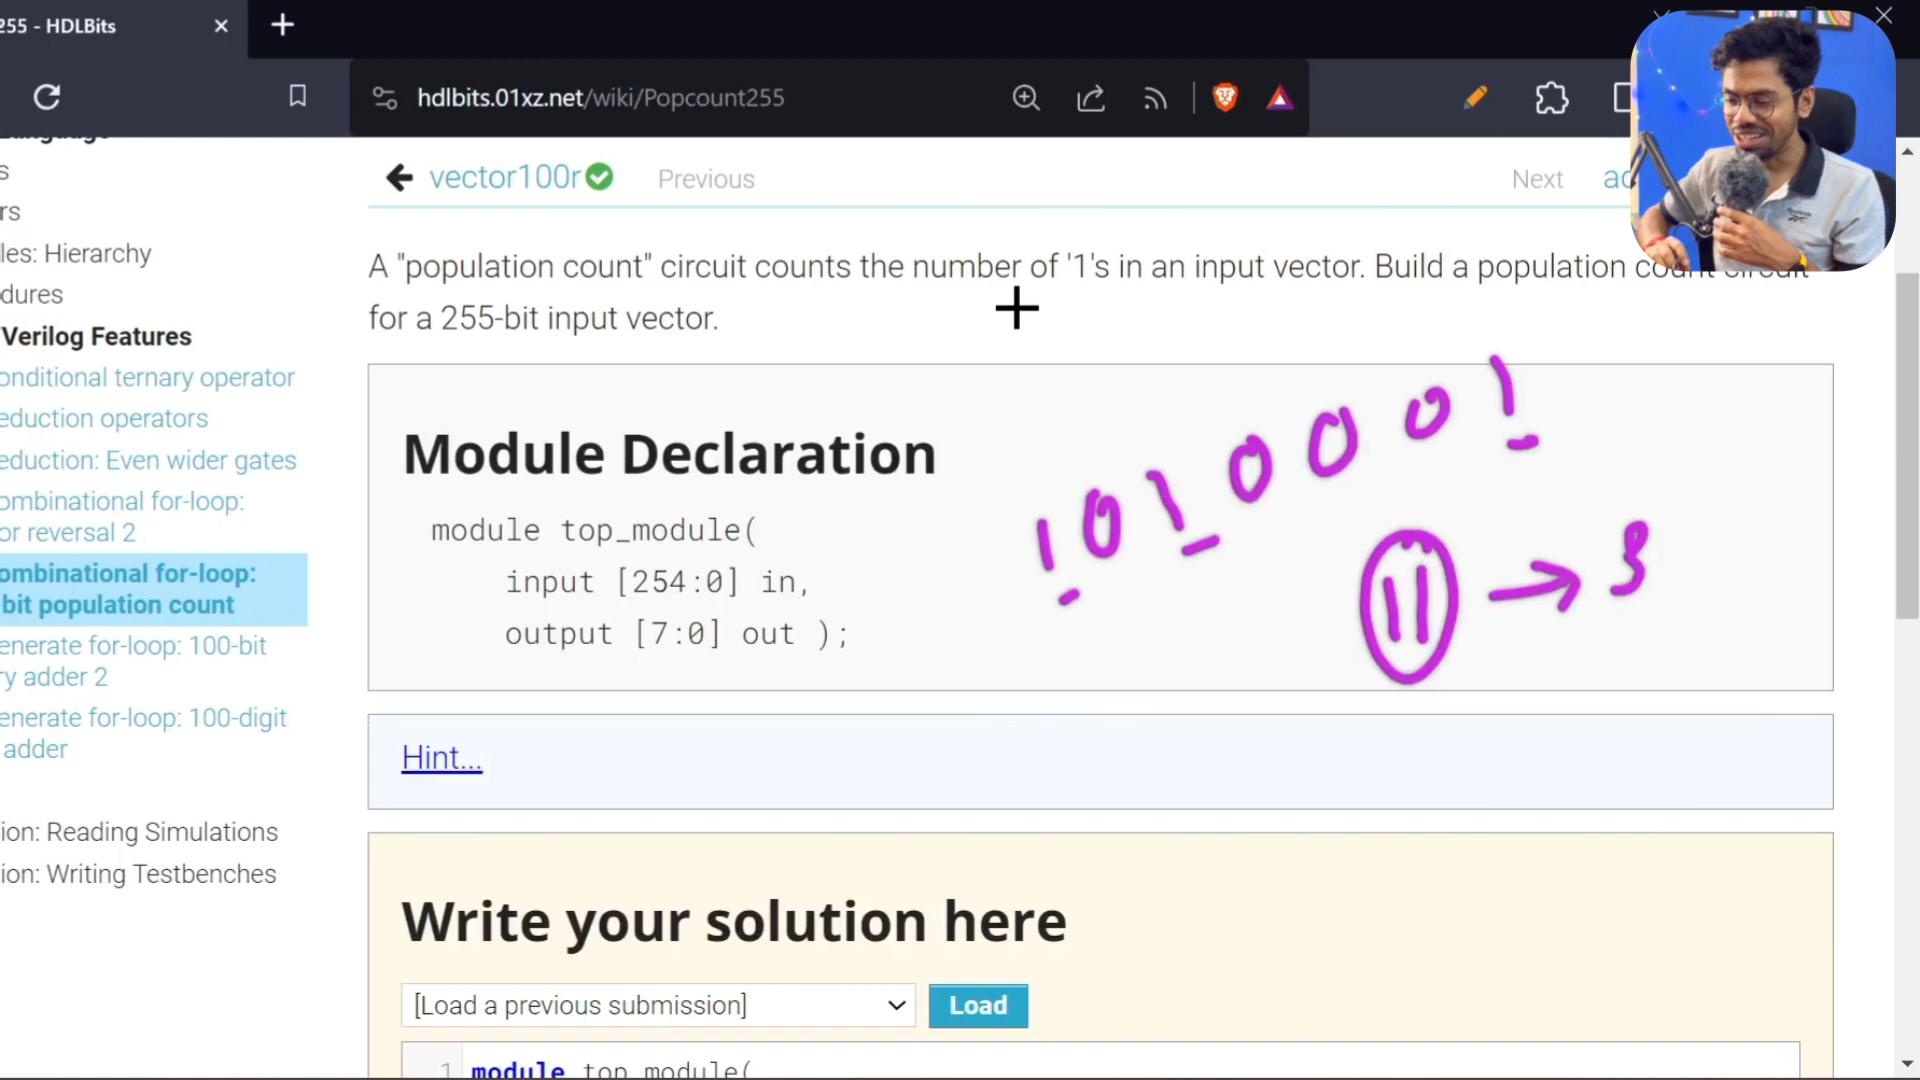 255 - HDLBits
hdlbits.01xz.net/wiki/Popcount255
vector100r
Previous
Next
s
rs
les: Hierarchy
dures
Verilog Features
onditional ternary operator
eduction operators
eduction: Even wider gates
ombinational for-loop:
or reversal 2
ombinational for-loop:
bit population count
enerate for-loop: 100-bit
ry adder 2
enerate for-loop: 100-digit
adder
ion: Reading Simulations
ion: Writing Testbenches
A "population count" circuit counts the number of '1's in an input vector. Build a population count circuit
for a 255-bit input vector.
Module Declaration
module top_module(
input [254:0] in,
output [7:0] out );
1 0 1 0 0 0 1
11 → 3
Hint...
Write your solution here
[Load a previous submission]
Load
1 module top_module(